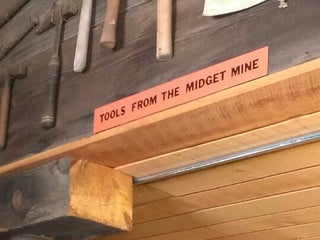 TOOLS FROM THE MIDGET MINE